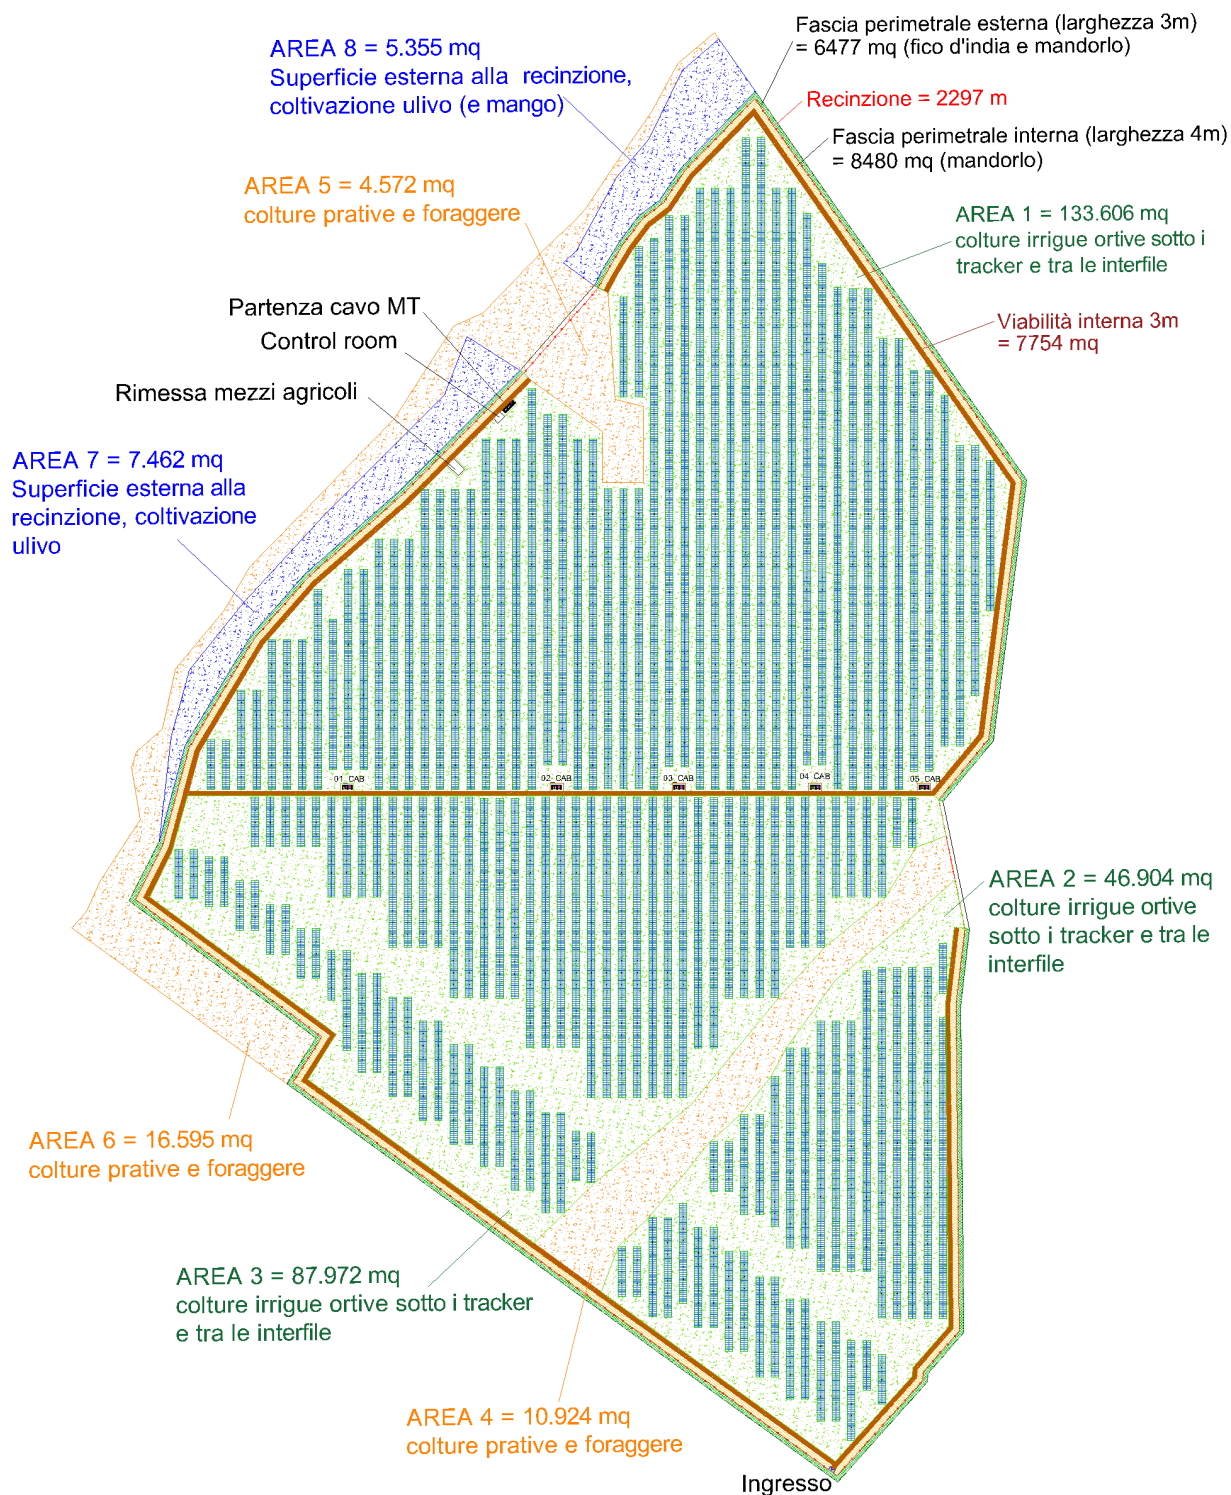 Fascia perimetrale esterna (larghezza 3m)
= 6477 mq (fico d'india e mandorlo)
AREA 8 = 5.355 mq
Superficie esterna alla recinzione,
coltivazione ulivo (e mango)
Recinzione = 2297 m
Fascia perimetrale interna (larghezza 4m)
= 8480 mq (mandorlo)
AREA 5 = 4.572 mq
colture prative e foraggere
AREA 1 = 133.606 mq
colture irrigue ortive sotto i
tracker e tra le interfile
Partenza cavo MT
Control room
Viabilità interna 3m
= 7754 mq
Rimessa mezzi agricoli
AREA 7 = 7.462 mq
Superficie esterna alla
recinzione, coltivazione
ulivo
01_CAB
02_CAB
03_CAB
04_CAB
05_CAB
AREA 2 = 46.904 mq
colture irrigue ortive
sotto i tracker e tra le
interfile
AREA 6 = 16.595 mq
colture prative e foraggere
AREA 3 = 87.972 mq
colture irrigue ortive sotto i tracker
e tra le interfile
AREA 4 = 10.924 mq
colture prative e foraggere
Ingresso